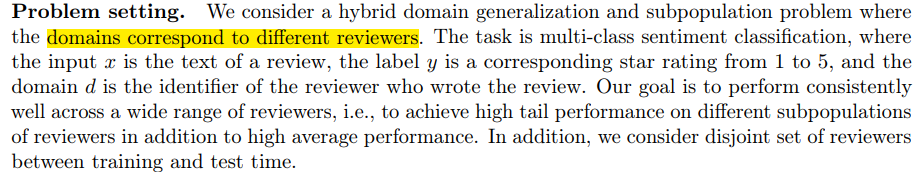 Problem setting. We consider a hybrid domain generalization and subpopulation problem where
the domains correspond to different reviewers. The task is multi-class sentiment classification, where
the input x is the text of a review, the label y is a corresponding star rating from 1 to 5, and the
domain d is the identifier of the reviewer who wrote the review. Our goal is to perform consistently
well across a wide range of reviewers, i.e., to achieve high tail performance on different subpopulations
of reviewers in addition to high average performance. In addition, we consider disjoint set of reviewers
between training and test time.